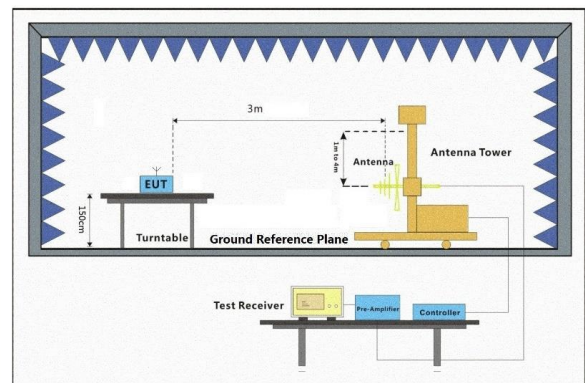 3m
1m to 4m
Antenna
Antenna Tower
EUT
150cm
Turntable
Ground Reference Plane
Test Receiver
Pre-Amplifier
Controller